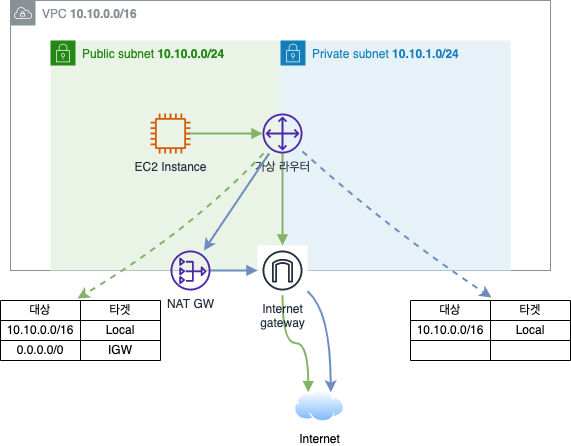 VPC 10.10.0.0/16
Public subnet 10.10.0.0/24
Private subnet 10.10.1.0/24
EC2 Instance
가상 라우터
NAT GW
Internet
gateway
대상 타겟
10.10.0.0/16 Local
0.0.0.0/0 IGW
대상 타겟
10.10.0.0/16 Local
Internet